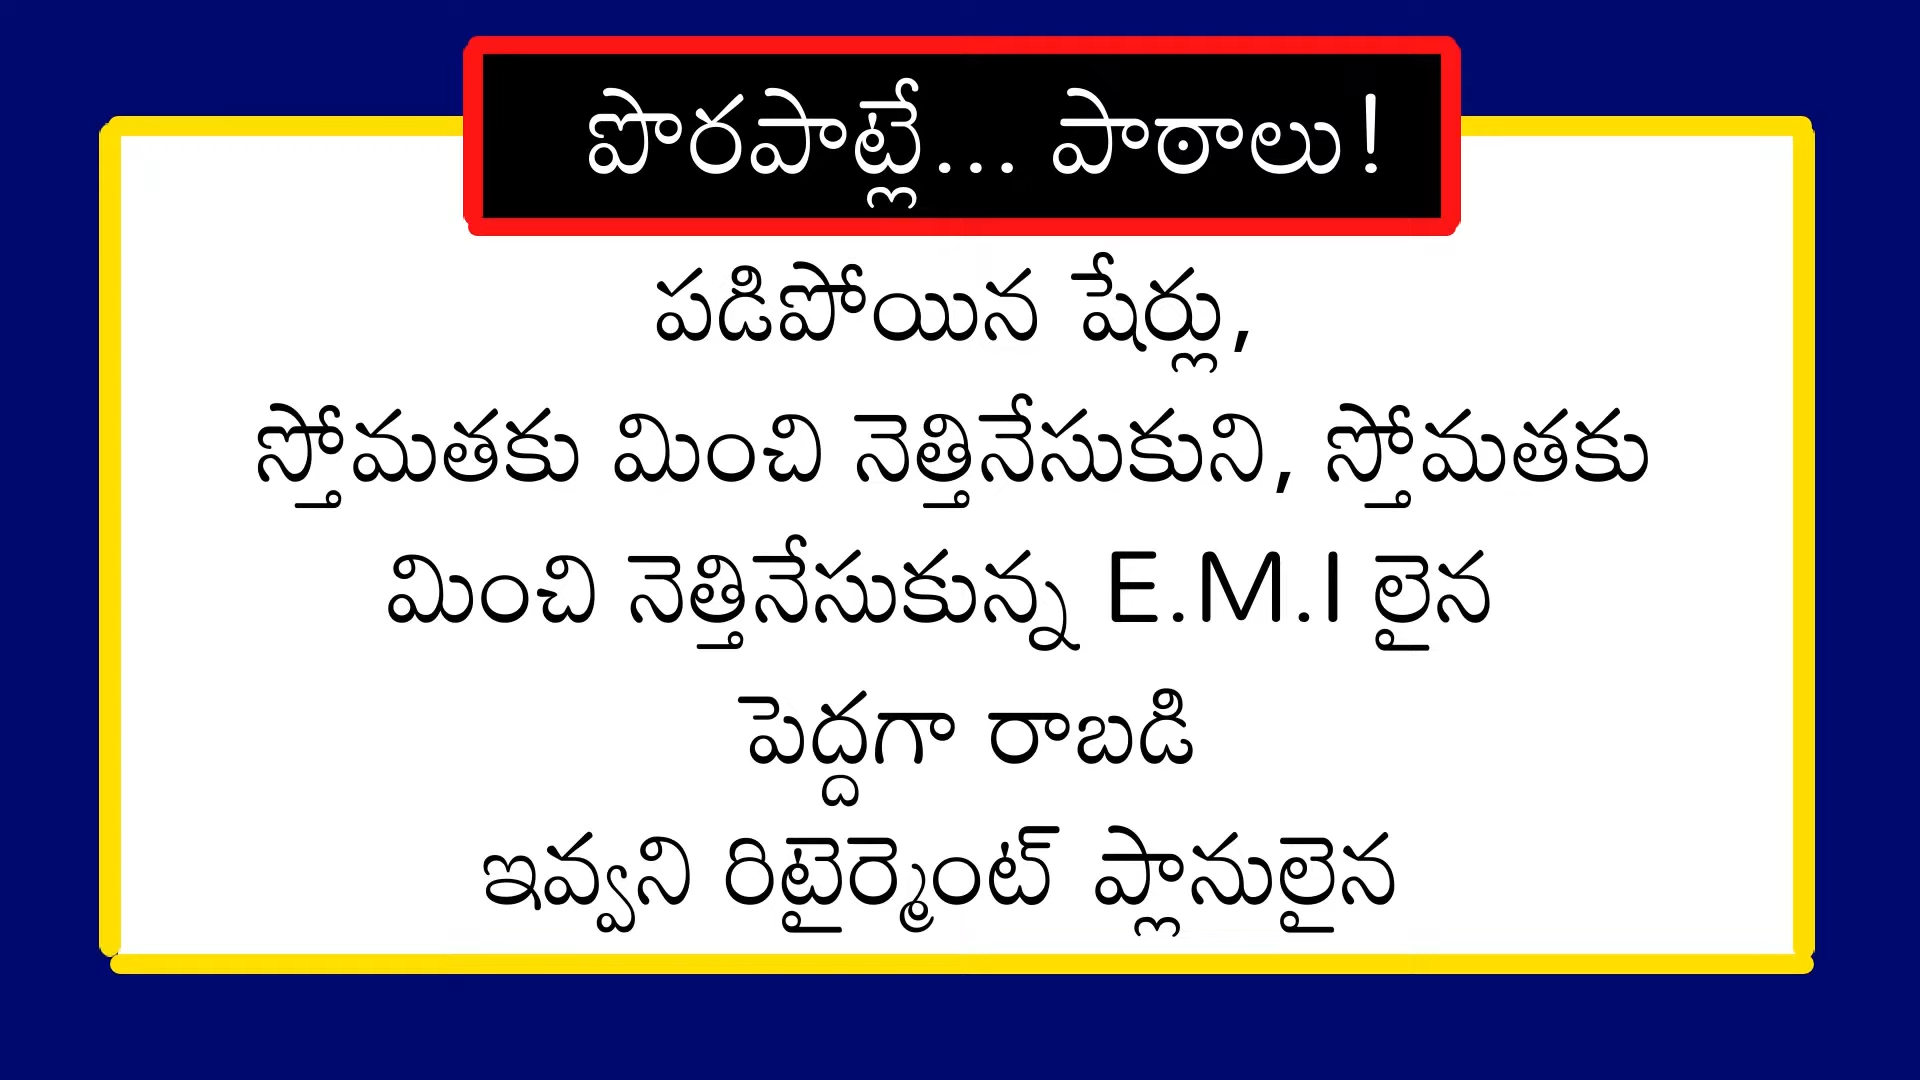 పొరపాట్లే... పాఠాలు!
పడిపోయిన షేర్లు,
స్తోమతకు మించి నెత్తినేసుకుని, స్తోమతకు
మించి నెత్తినేసుకున్న E.M.I లైన
పెద్దగా రాబడి
ఇవ్వని రిటైర్మెంట్ ప్లానులైన